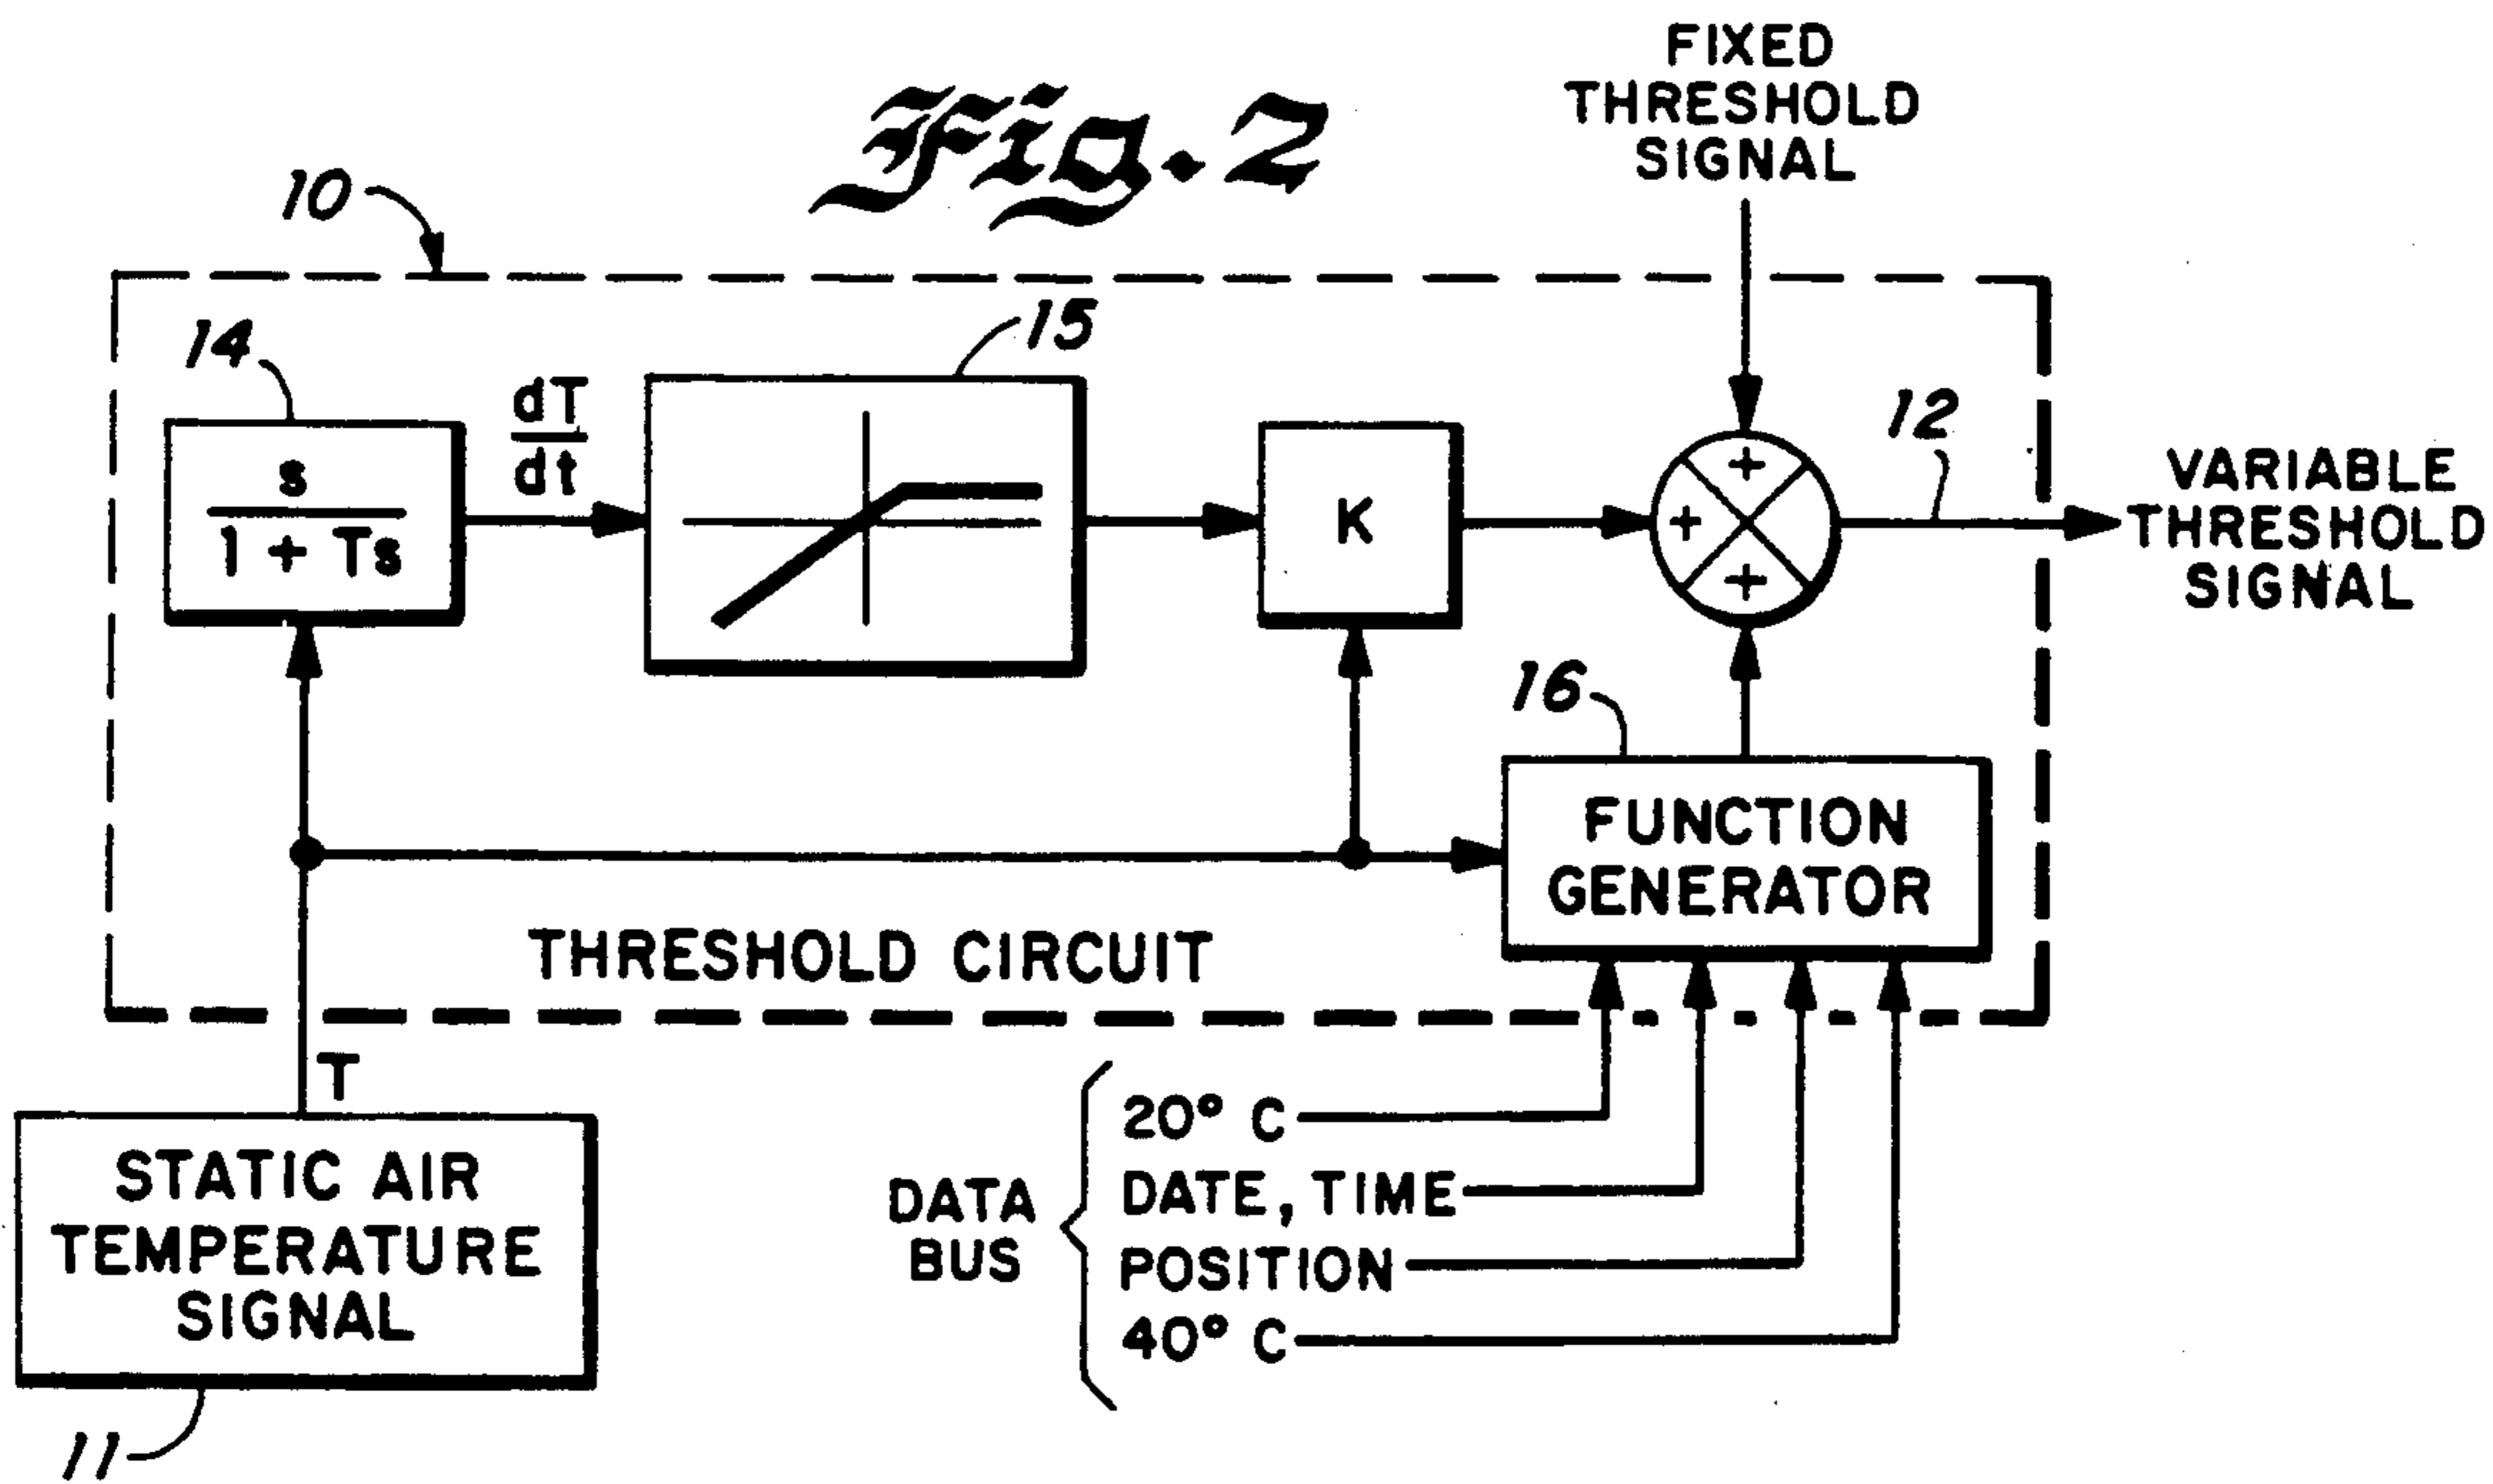 Fig. 2
FIXED
THRESHOLD
SIGNAL
10
14
15
12
dT
dt
s
1 + Ts
K
+
+
+
VARIABLE
THRESHOLD
SIGNAL
16
FUNCTION
GENERATOR
THRESHOLD CIRCUIT
T
STATIC AIR
TEMPERATURE
SIGNAL
11
DATA
BUS
20° C
DATE, TIME
POSITION
40° C